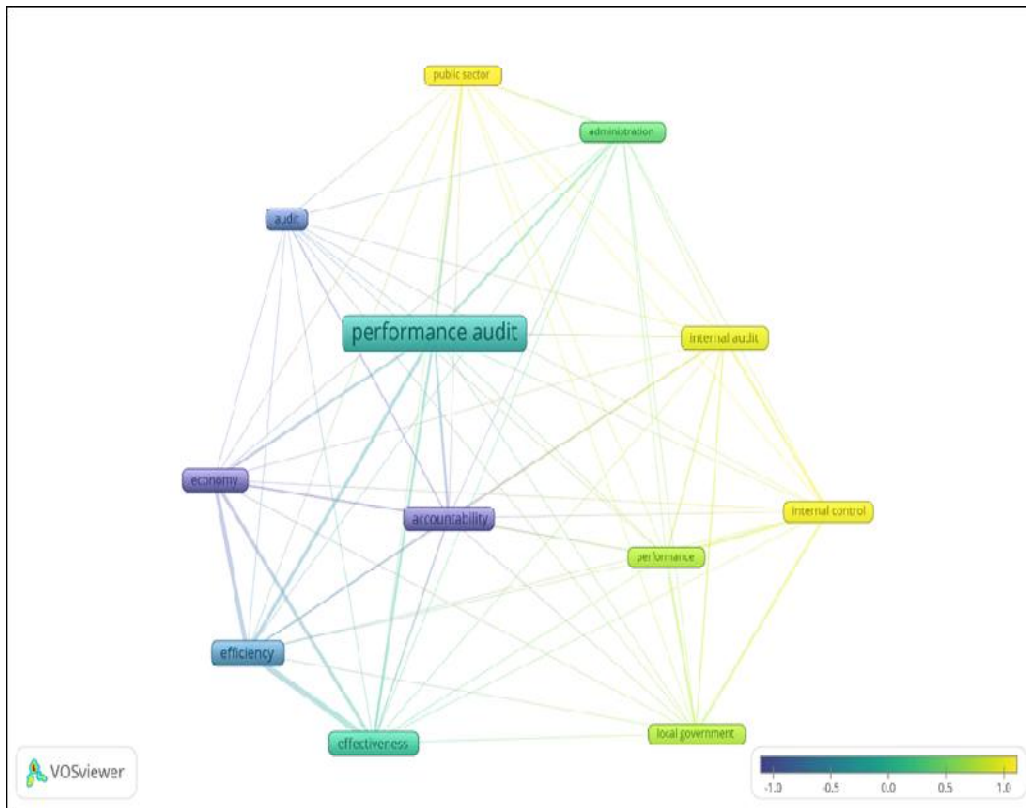 public sector
administration
audit
performance audit
internal audit
economy
accountability
internal control
performance
efficiency
effectiveness
local government
VOSviewer
-1.0 -0.5 0.0 0.5 1.0